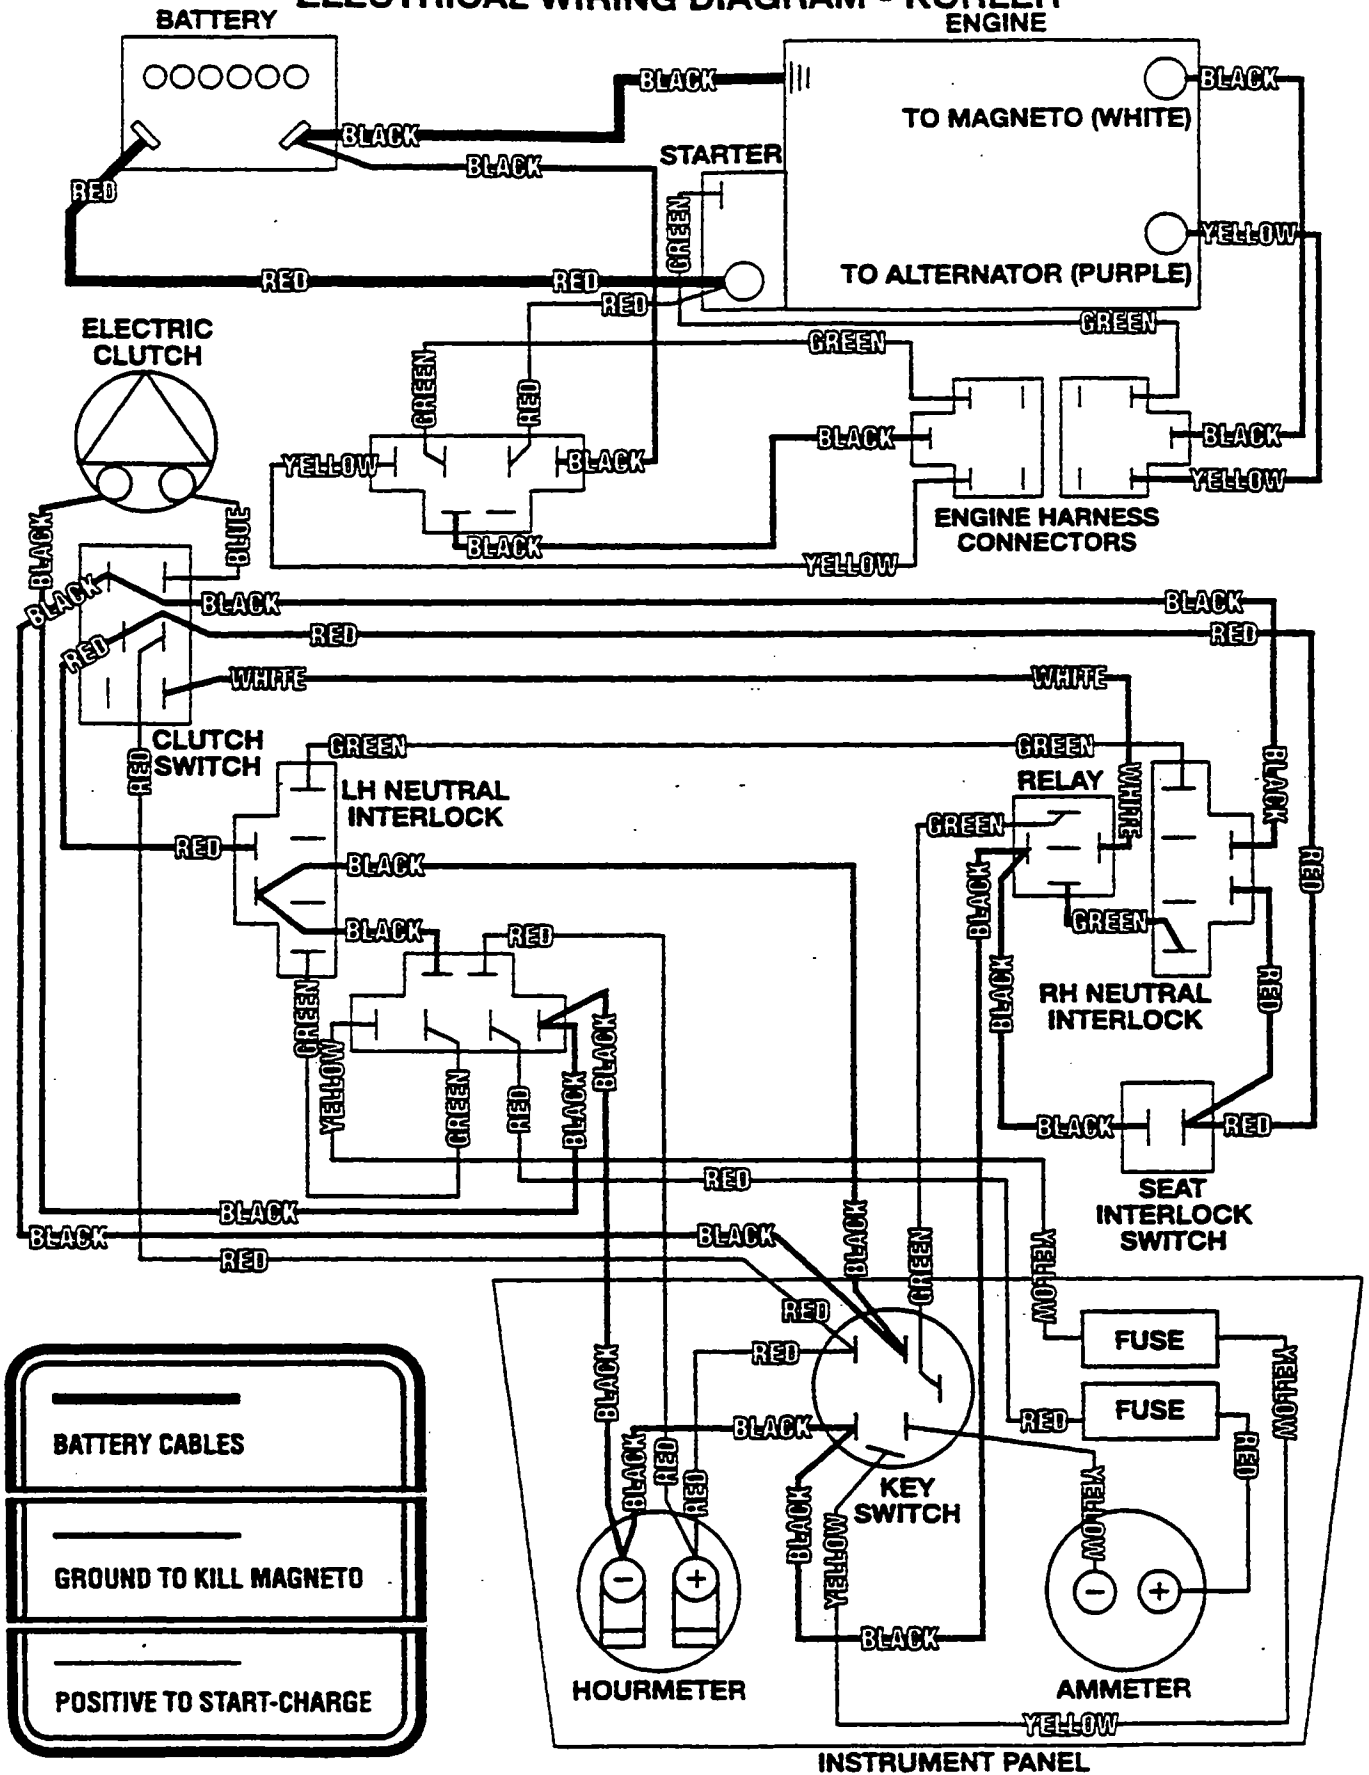 ELECTRICAL WIRING DIAGRAM - KOHLER
BATTERY
ENGINE
BLACK
BLACK
TO MAGNETO (WHITE)
BLACK
STARTER
BLACK
RED
GREEN
YELLOW
TO ALTERNATOR (PURPLE)
RED
RED
RED
GREEN
ELECTRIC
CLUTCH
GREEN
GREEN
RED
BLACK
BLACK
YELLOW
BLACK
YELLOW
ENGINE HARNESS
CONNECTORS
BLACK
BLUE
BLACK
YELLOW
BLACK
BLACK
BLACK
RED
RED
RED
WHITE
WHITE
CLUTCH
SWITCH
RED
GREEN
GREEN
RELAY
BLACK
WHITE
LH NEUTRAL
INTERLOCK
GREEN
RED
BLACK
BLACK
RED
BLACK
RED
GREEN
BLACK
RH NEUTRAL
INTERLOCK
RED
GREEN
YELLOW
BLACK
GREEN
RED
BLACK
BLACK
RED
RED
SEAT
INTERLOCK
SWITCH
BLACK
BLACK
BLACK
BLACK
GREEN
YELLOW
RED
RED
FUSE
RED
YELLOW
BLACK
FUSE
RED
BLACK
RED
BLACK
RED
RED
KEY
SWITCH
BLACK
YELLOW
YELLOW
−
+
−
+
BLACK
HOURMETER
AMMETER
YELLOW
INSTRUMENT PANEL
BATTERY CABLES
GROUND TO KILL MAGNETO
POSITIVE TO START-CHARGE